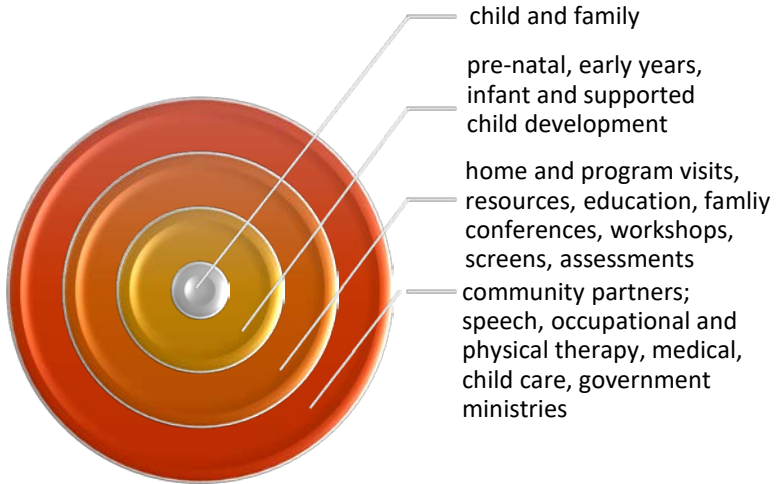 child and family
pre-natal, early years,
infant and supported
child development
home and program visits,
resources, education, famliy
conferences, workshops,
screens, assessments
community partners;
speech, occupational and
physical therapy, medical,
child care, government
ministries